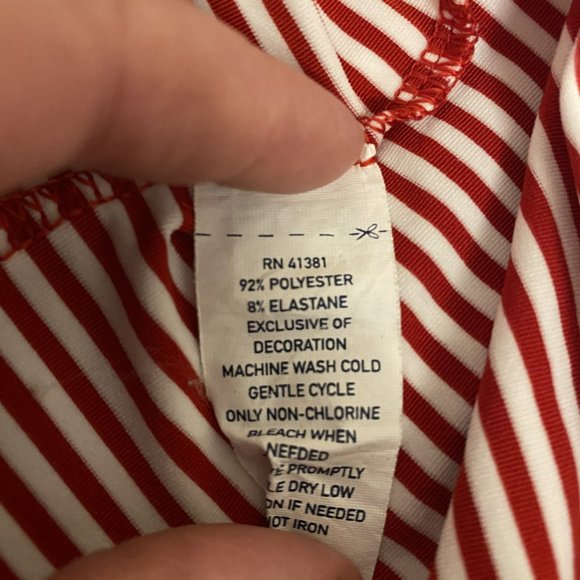 RN 41381
92% POLYESTER
8% ELASTANE
EXCLUSIVE OF
DECORATION
MACHINE WASH COLD
GENTLE CYCLE
ONLY NON-CHLORINE
BLEACH WHEN
NEEDED
PROMPTLY
DRY LOW
IF NEEDED
IRON